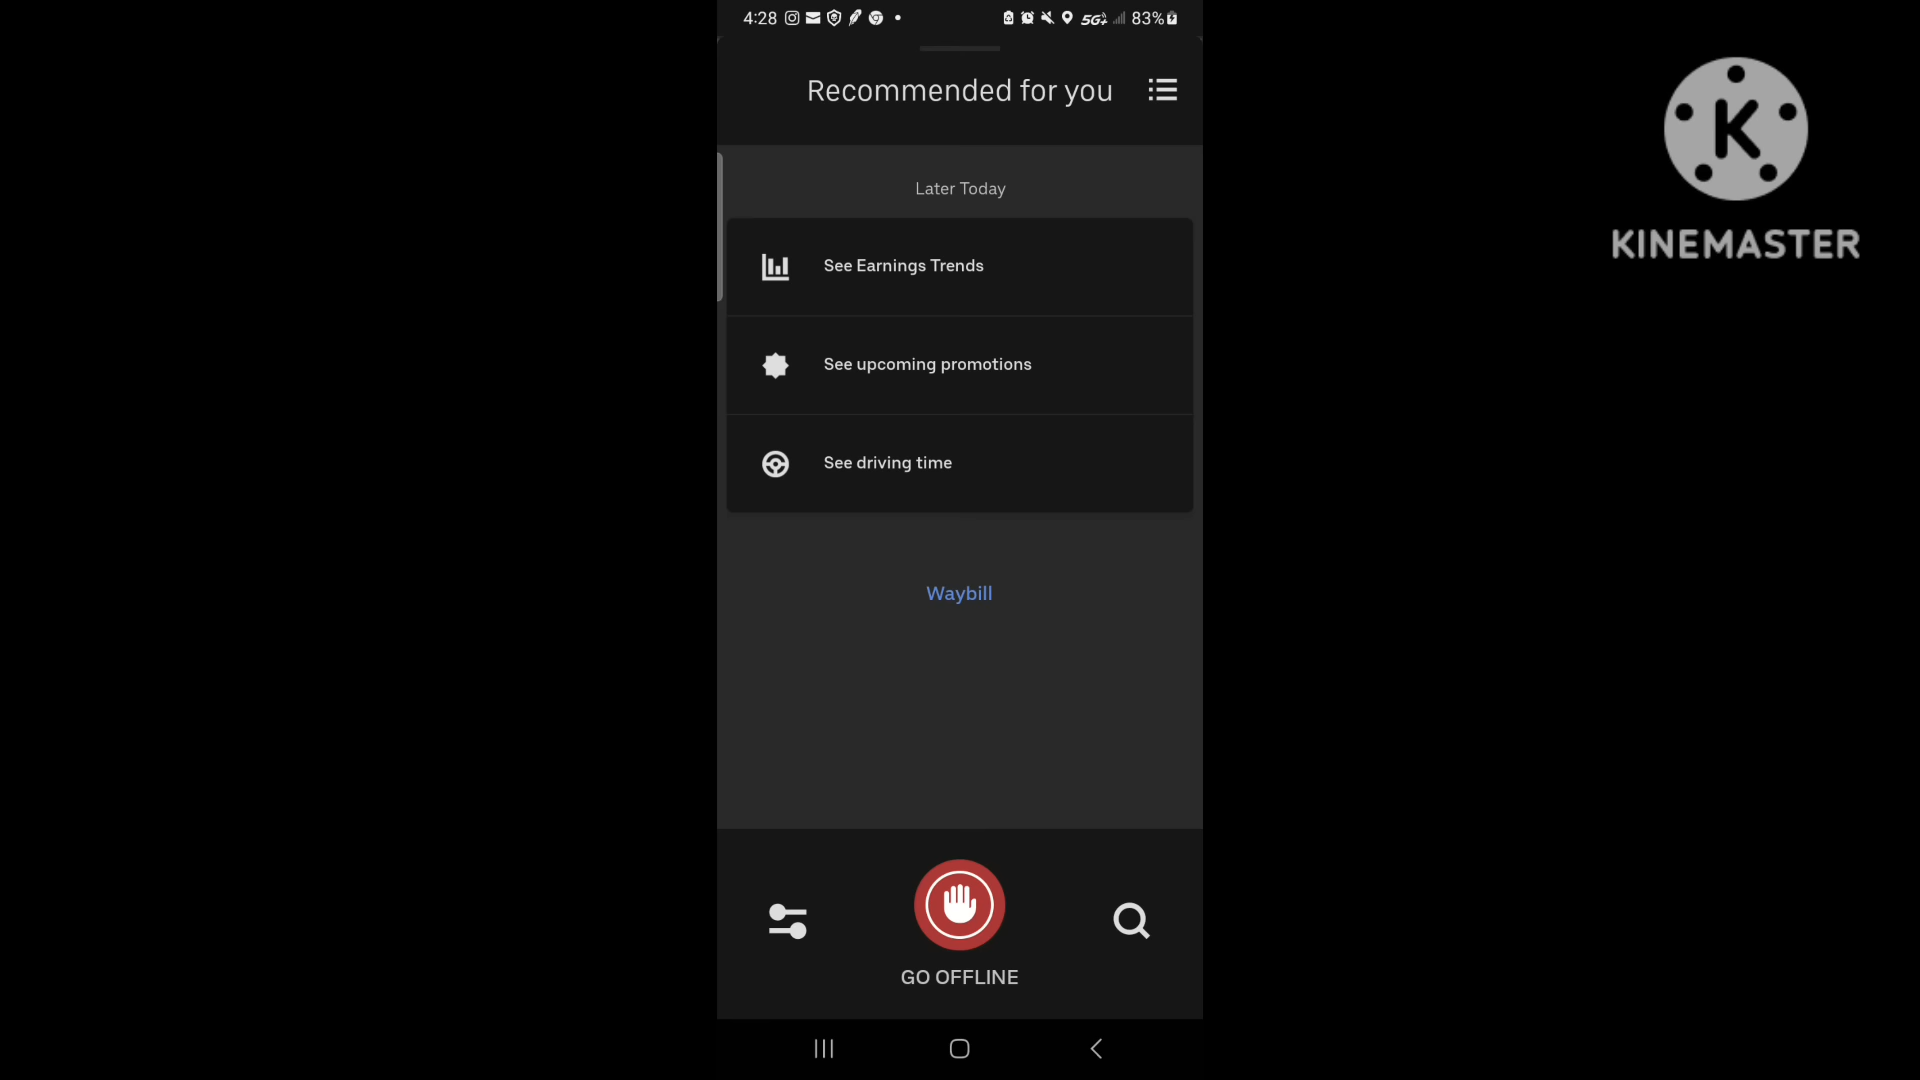 4:28
5G+ 83%
Recommended for you
KINEMASTER
Later Today
See Earnings Trends
See upcoming promotions
See driving time
Waybill
GO OFFLINE